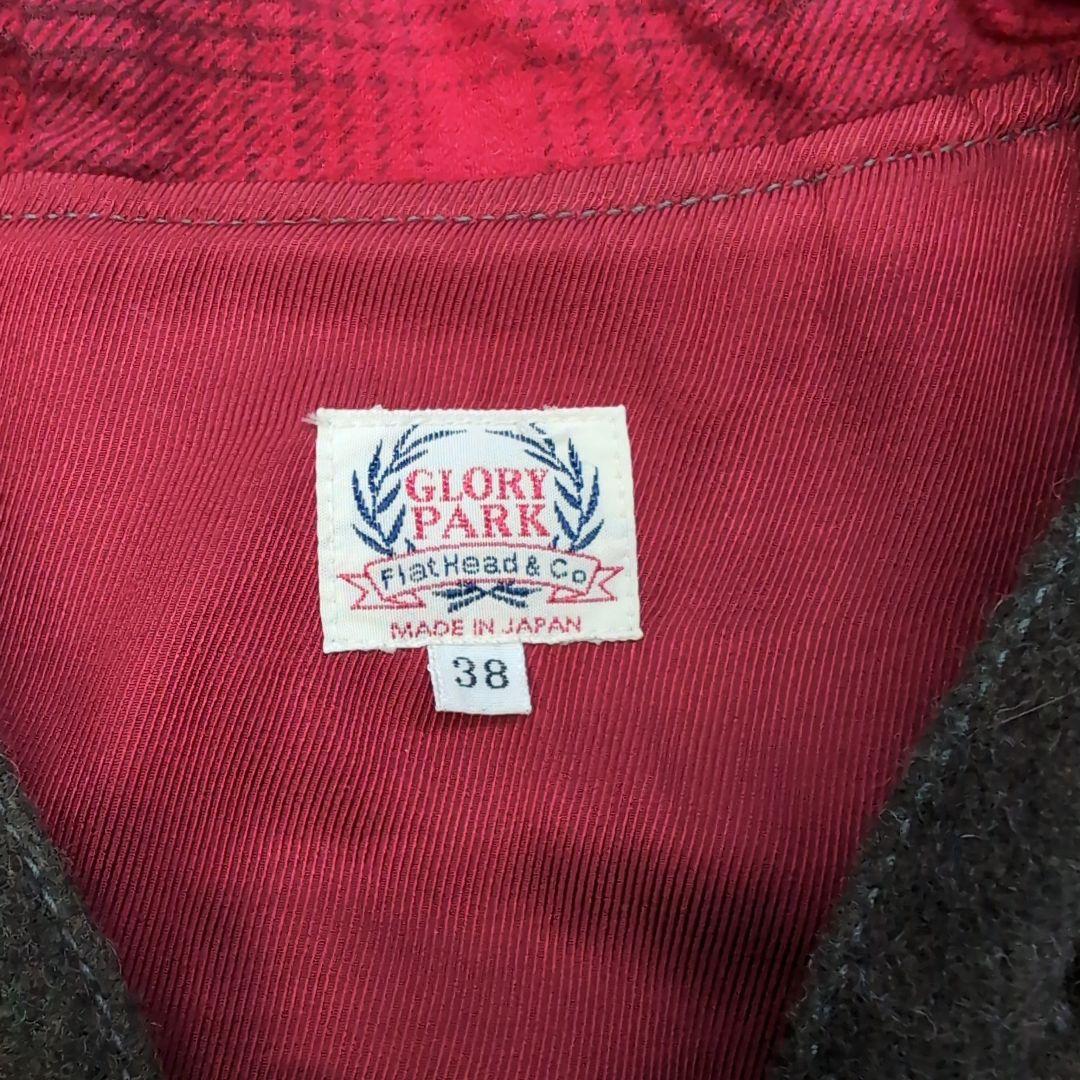 GLORY
PARK
FlatHead & Co
MADE IN JAPAN
38